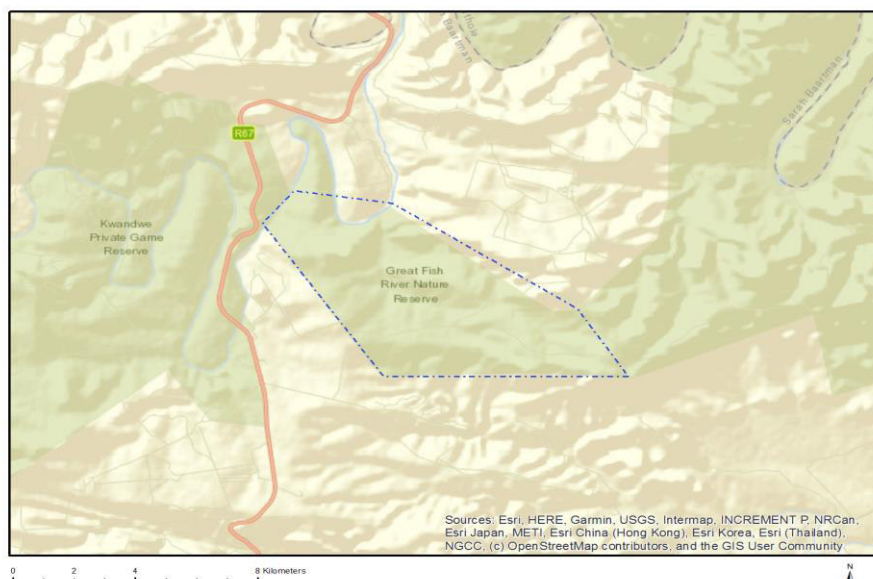 Baartman
R67
Sarah Baartman
Kwandwe
Private Game
Reserve
Great Fish
River Nature
Reserve
Sources: Esri, HERE, Garmin, USGS, Intermap, INCREMENT P, NRCan,
Esri Japan, METI, Esri China (Hong Kong), Esri Korea, Esri (Thailand),
NGCC, (c) OpenStreetMap contributors, and the GIS User Community
0 2 4 8 Kilometers
N